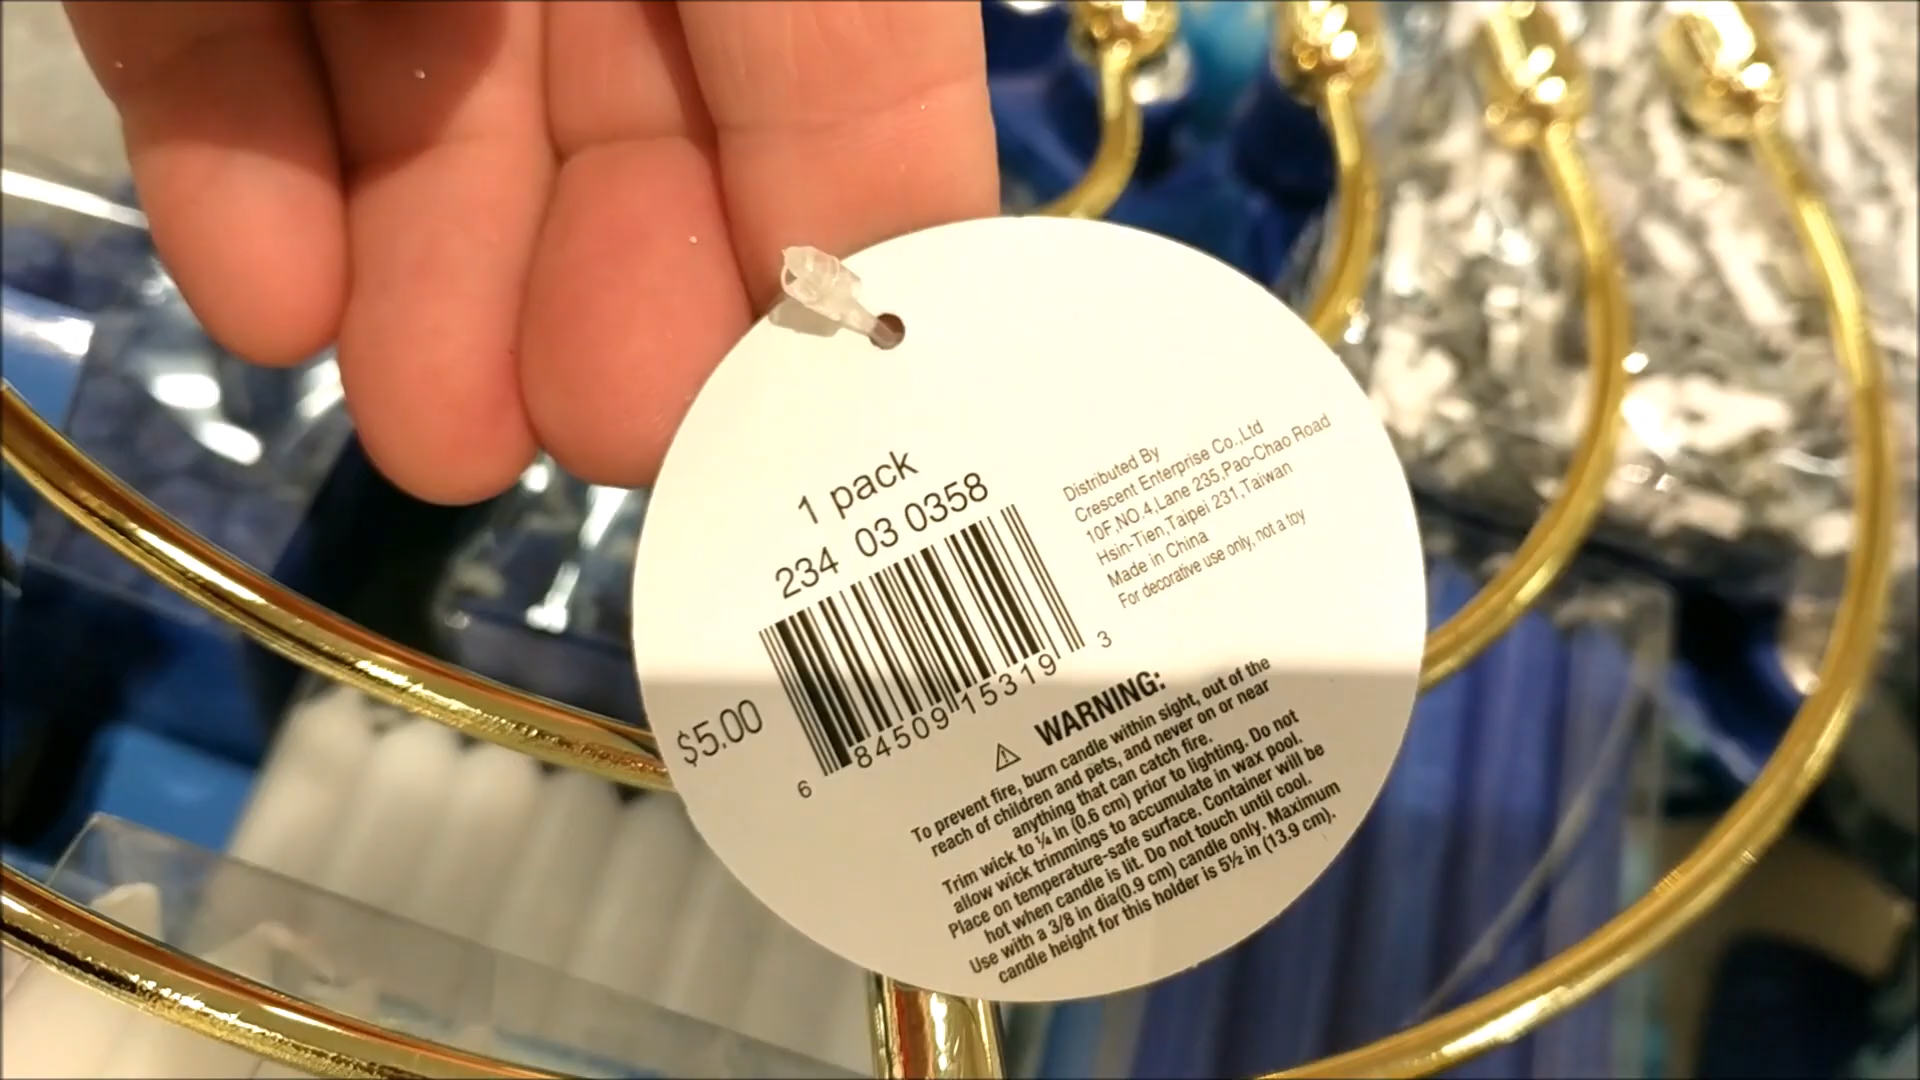 1 pack
234 03 0358
6 84509 15319 3
$5.00
Distributed By
Crescent Enterprise Co.,Ltd
10F,NO.4,Lane 235,Pao-Chao Road
Hsin-Tien,Taipei 231,Taiwan
Made in China
For decorative use only, not a toy
WARNING:
To prevent fire, burn candle within sight, out of the
reach of children and pets, and never on or near
anything that can catch fire.
Trim wick to ¼ in (0.6 cm) prior to lighting. Do not
allow wick trimmings to accumulate in wax pool.
Place on temperature-safe surface. Container will be
hot when candle is lit. Do not touch until cool.
Use with a 3/8 in dia(0.9 cm) candle only. Maximum
candle height for this holder is 5½ in (13.9 cm).